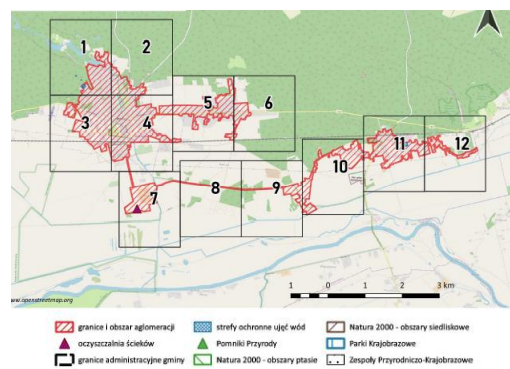 1
2
3
4
5
6
7
8
9
10
11
12
1 0 1 2 3 km
ww.openstreetmap.org
granice i obszar aglomeracji
strefy ochronne ujęć wód
Natura 2000 - obszary siedliskowe
oczyszczalnia ścieków
Pomniki Przyrody
Parki Krajobrazowe
granice administracyjne gminy
Natura 2000 - obszary ptasie
Zespoły Przyrodniczo-Krajobrazowe